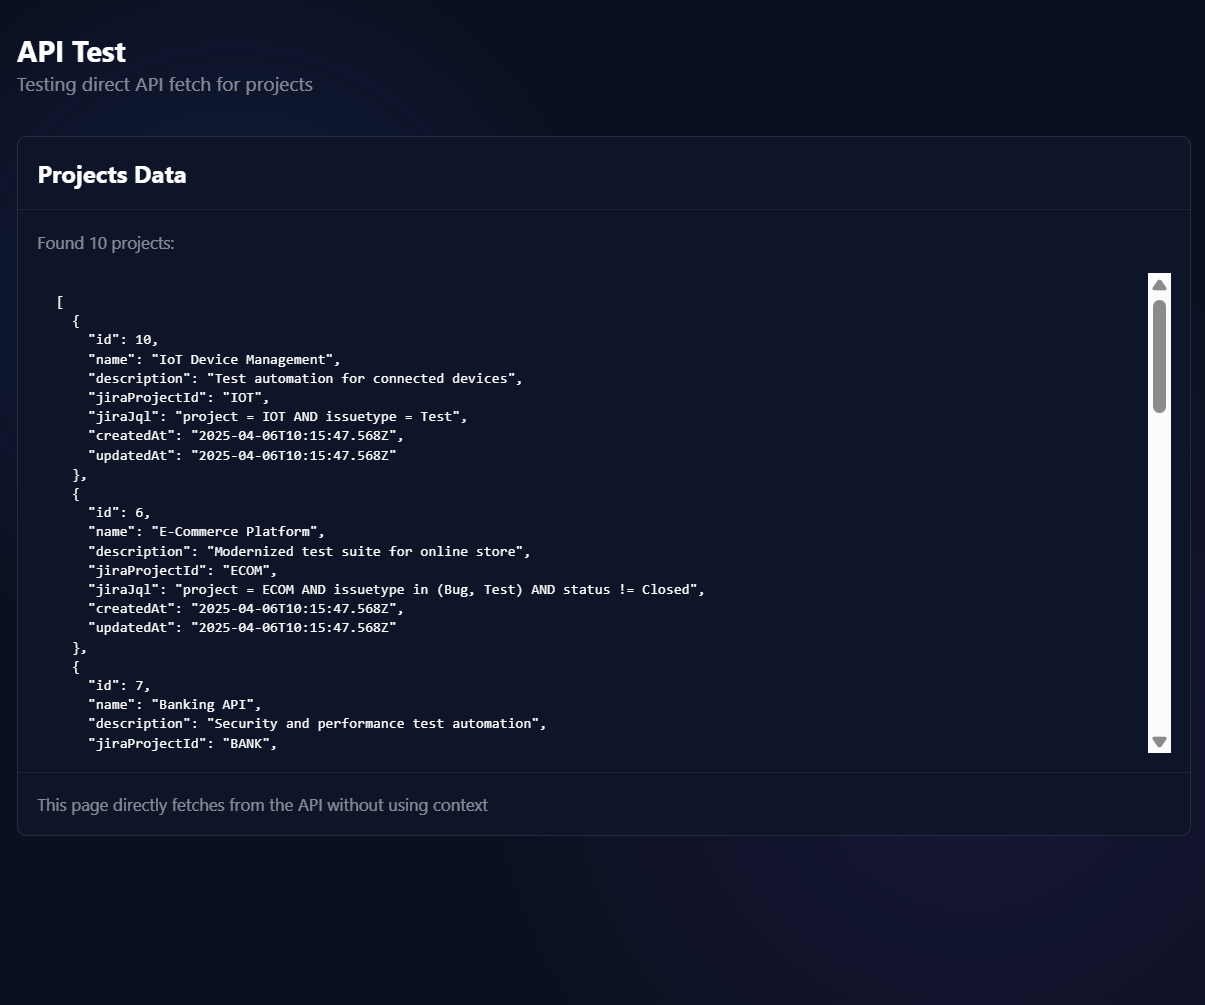 API Test
Testing direct API fetch for projects
Projects Data
Found 10 projects:
[
  {
    "id": 10,
    "name": "IoT Device Management",
    "description": "Test automation for connected devices",
    "jiraProjectId": "IOT",
    "jiraJql": "project = IOT AND issuetype = Test",
    "createdAt": "2025-04-06T10:15:47.568Z",
    "updatedAt": "2025-04-06T10:15:47.568Z"
  },
  {
    "id": 6,
    "name": "E-Commerce Platform",
    "description": "Modernized test suite for online store",
    "jiraProjectId": "ECOM",
    "jiraJql": "project = ECOM AND issuetype in (Bug, Test) AND status != Closed",
    "createdAt": "2025-04-06T10:15:47.568Z",
    "updatedAt": "2025-04-06T10:15:47.568Z"
  },
  {
    "id": 7,
    "name": "Banking API",
    "description": "Security and performance test automation",
    "jiraProjectId": "BANK",
This page directly fetches from the API without using context